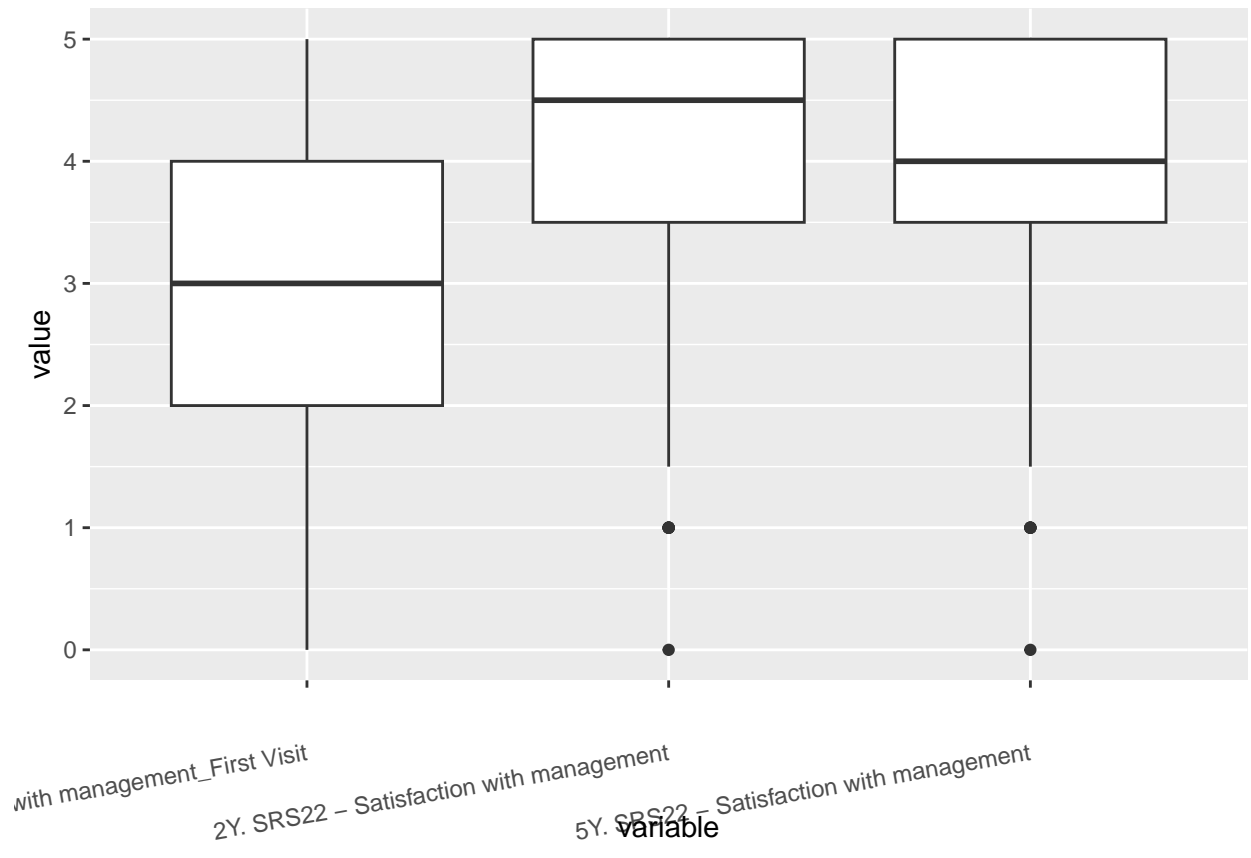 5
4
3
2
1
0
value
with management_First Visit
2Y. SRS22 – Satisfaction with management
5Y. SRS22 – Satisfaction with management
variable